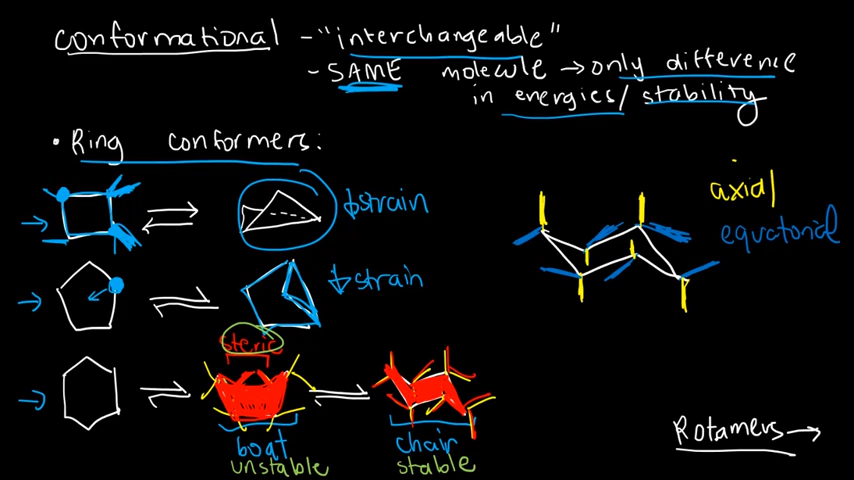 conformational - "interchangeable"
- SAME molecule → only difference
in energies/stability
• Ring conformers:
↓strain
↓strain
steric
boat
unstable
chair
stable
axial
equatorial
Rotamers →